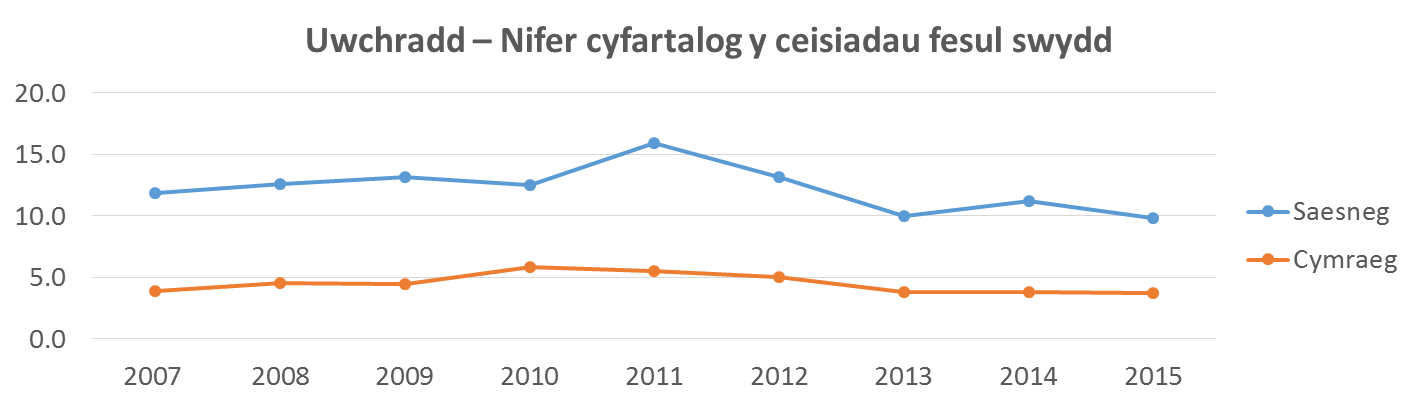 Uwchradd – Nifer cyfartalog y ceisiadau fesul swydd
20.0
15.0
10.0
5.0
0.0
2007 2008 2009 2010 2011 2012 2013 2014 2015
Saesneg
Cymraeg